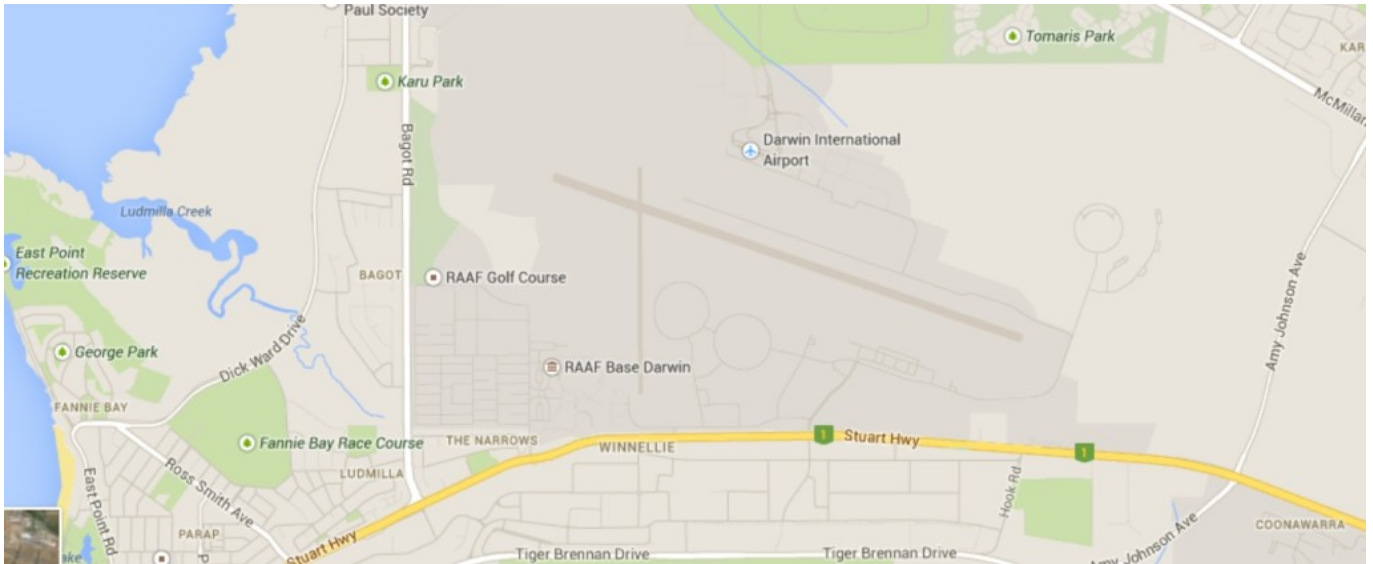 Paul Society
Tomaris Park
KAR
Karu Park
McMillan
Bagot Rd
Darwin International
Airport
Ludmilla Creek
East Point
Recreation Reserve
BAGOT
RAAF Golf Course
Amy Johnson Ave
George Park
Dick Ward Drive
RAAF Base Darwin
FANNIE BAY
Fannie Bay Race Course
THE NARROWS
WINNELLIE
1
Stuart Hwy
1
LUDMILLA
Ross Smith Ave
East Point Rd
Hook Rd
PARAP
P
COONAWARRA
Stuart Hwy
Tiger Brennan Drive
Tiger Brennan Drive
Amy Johnson Ave
ake